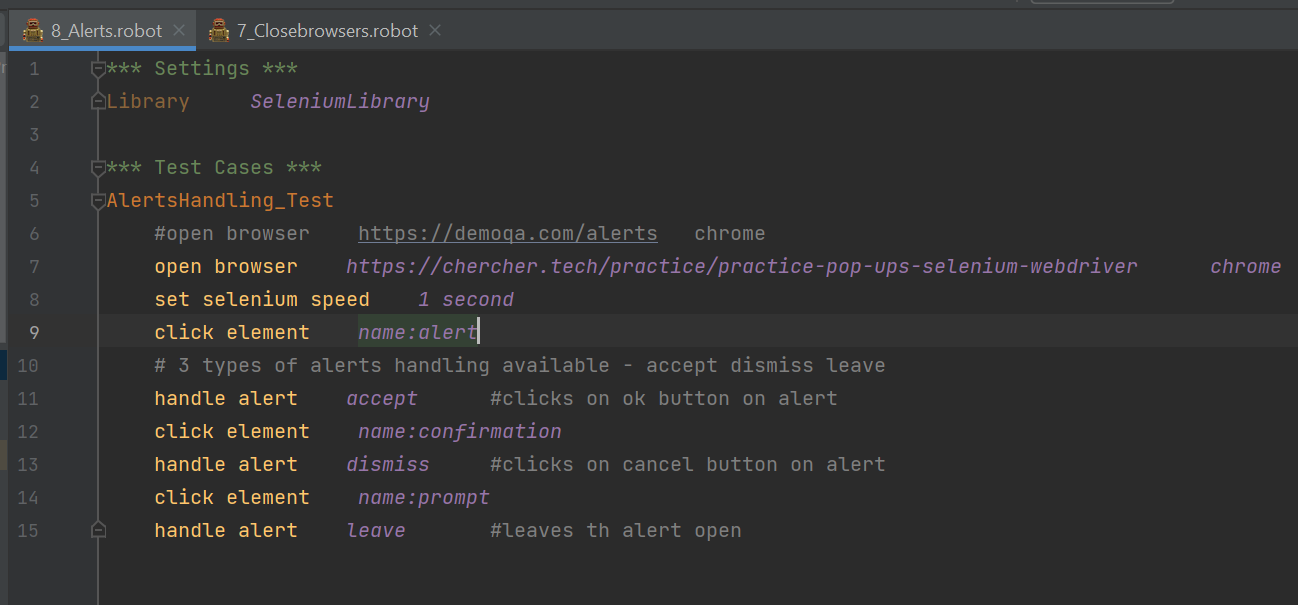 8_Alerts.robot 7_Closebrowsers.robot
1 *** Settings ***
2 Library SeleniumLibrary
3
4 *** Test Cases ***
5 AlertsHandling_Test
6 #open browser https://demoqa.com/alerts chrome
7 open browser https://chercher.tech/practice/practice-pop-ups-selenium-webdriver chrome
8 set selenium speed 1 second
9 click element name:alert
10 # 3 types of alerts handling available - accept dismiss leave
11 handle alert accept #clicks on ok button on alert
12 click element name:confirmation
13 handle alert dismiss #clicks on cancel button on alert
14 click element name:prompt
15 handle alert leave #leaves th alert open